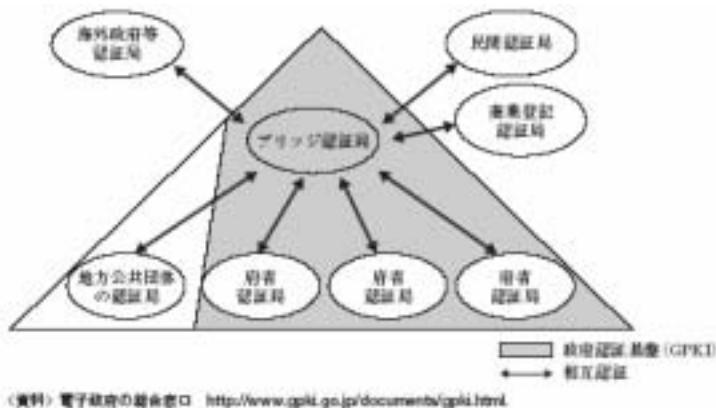 海外政府等
認証局
民間認証局
商業登記
認証局
ブリッジ認証局
地方公共団体
の認証局
府省
認証局
府省
認証局
府省
認証局
政府認証基盤(GPKI)
相互認証
(資料) 電子政府の総合窓口 http://www.gpki.go.jp/documents/gpki.html